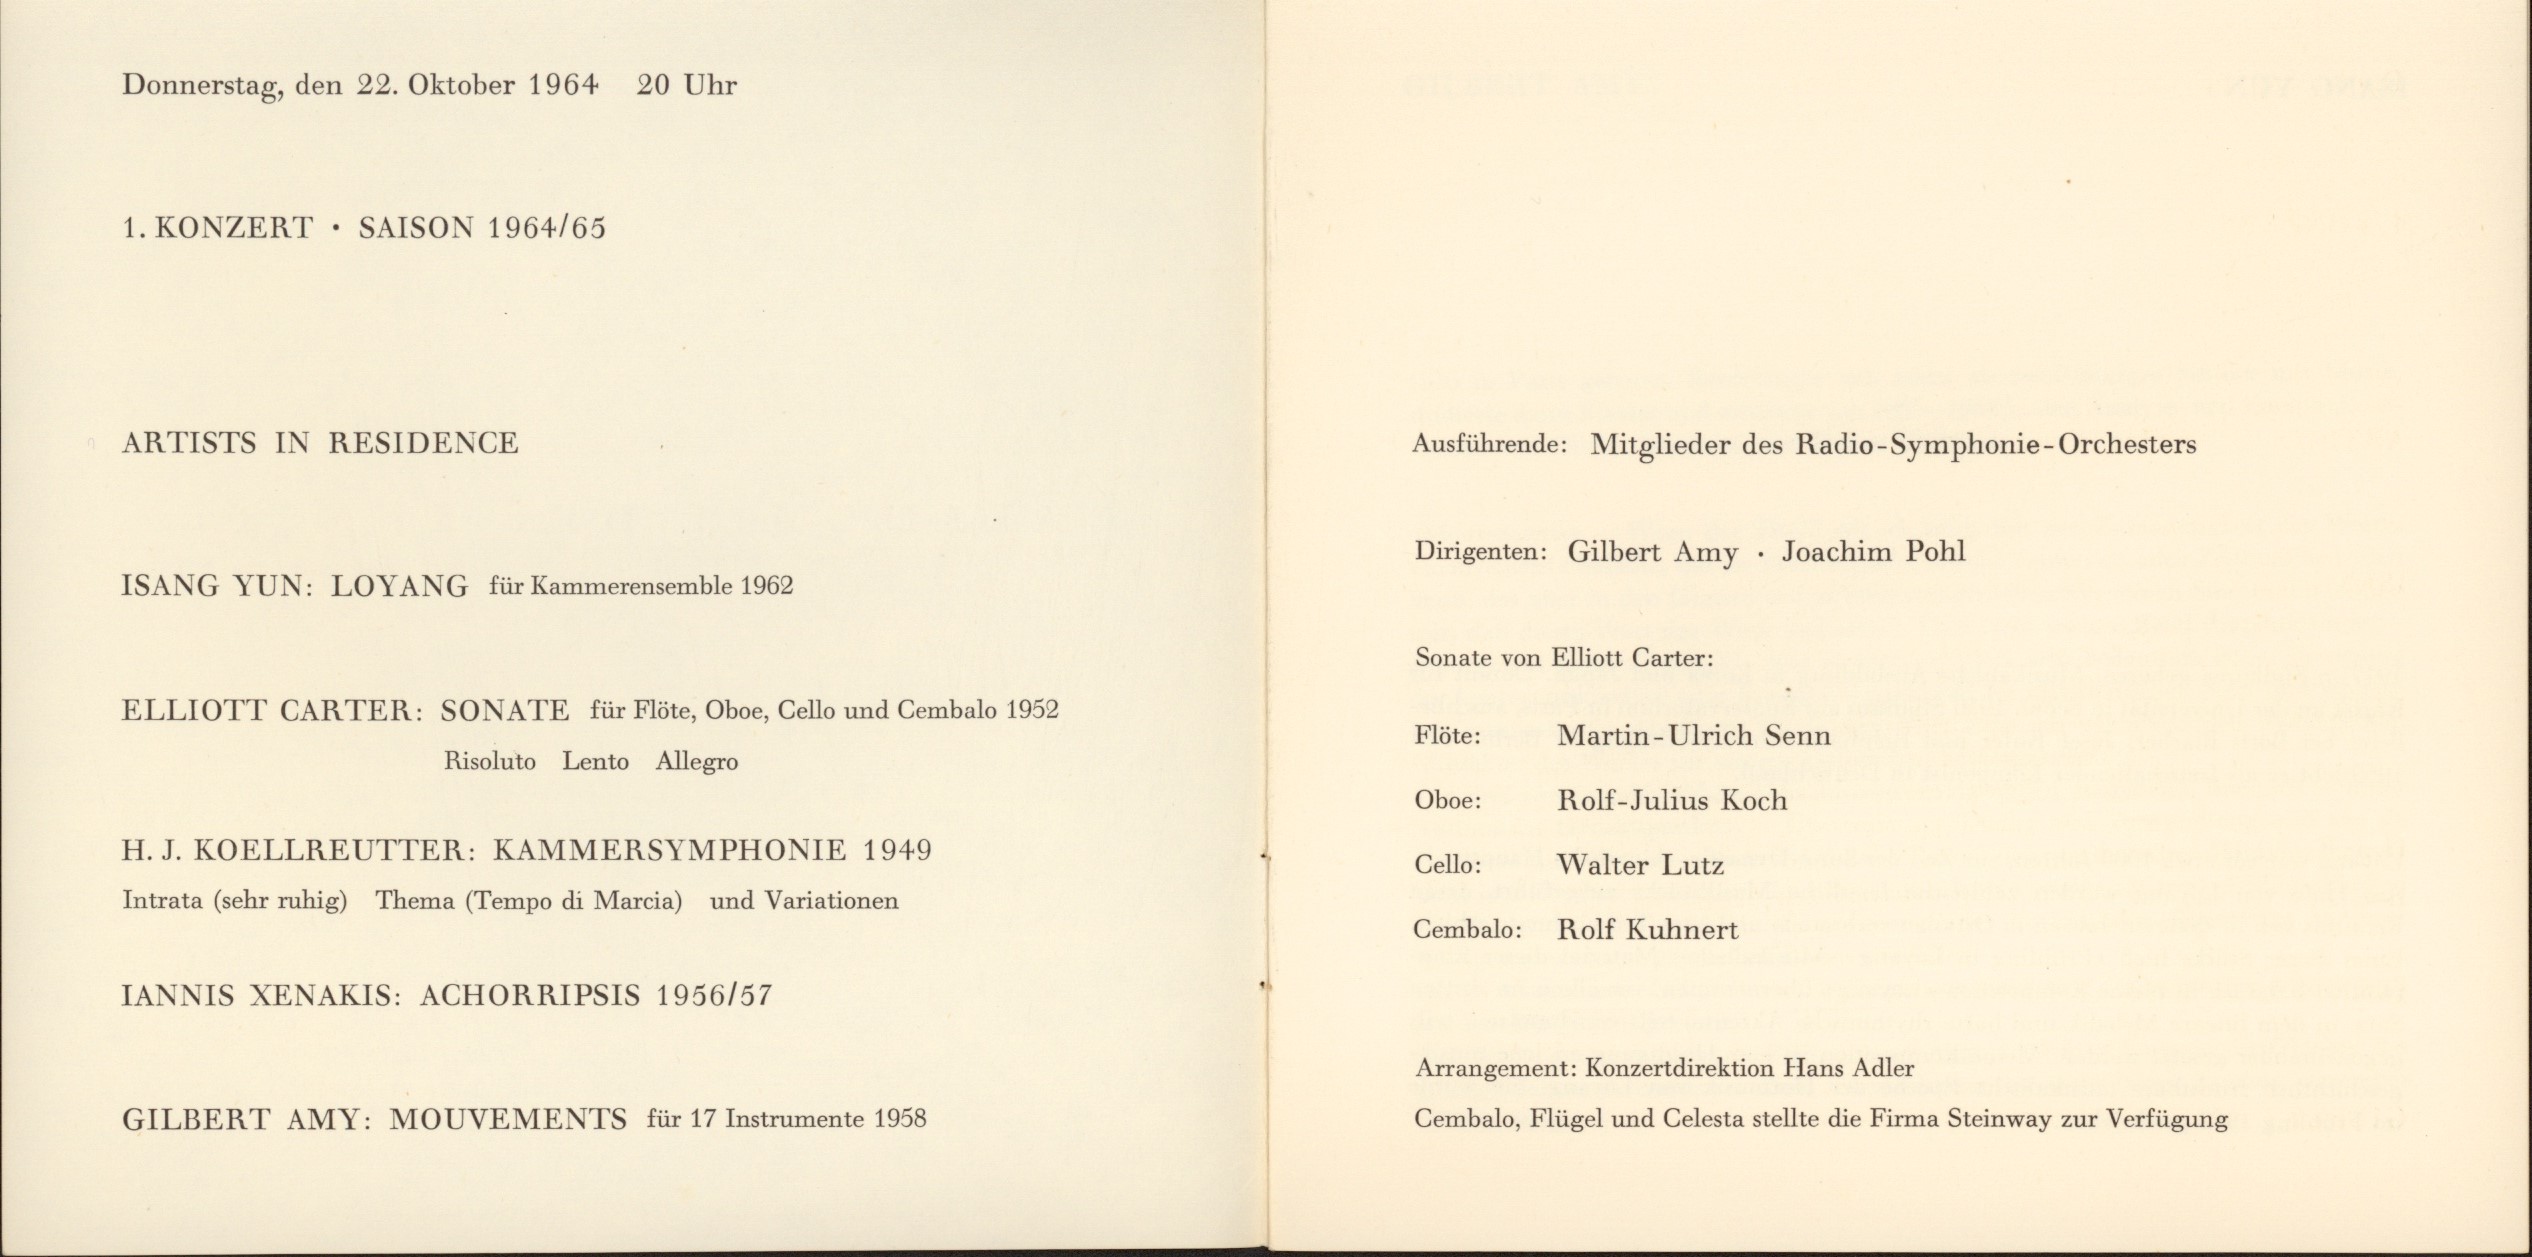 Donnerstag, den 22. Oktober 1964 20 Uhr
1. KONZERT · SAISON 1964/65
ARTISTS IN RESIDENCE
ISANG YUN: LOYANG für Kammerensemble 1962
ELLIOTT CARTER: SONATE für Flöte, Oboe, Cello und Cembalo 1952
Risoluto Lento Allegro
H. J. KOELLREUTTER: KAMMERSYMPHONIE 1949
Intrata (sehr ruhig) Thema (Tempo di Marcia) und Variationen
IANNIS XENAKIS: ACHORRIPSIS 1956/57
GILBERT AMY: MOUVEMENTS für 17 Instrumente 1958
Ausführende: Mitglieder des Radio-Symphonie-Orchesters
Dirigenten: Gilbert Amy · Joachim Pohl
Sonate von Elliott Carter:
Flöte: Martin-Ulrich Senn
Oboe: Rolf-Julius Koch
Cello: Walter Lutz
Cembalo: Rolf Kuhnert
Arrangement: Konzertdirektion Hans Adler
Cembalo, Flügel und Celesta stellte die Firma Steinway zur Verfügung